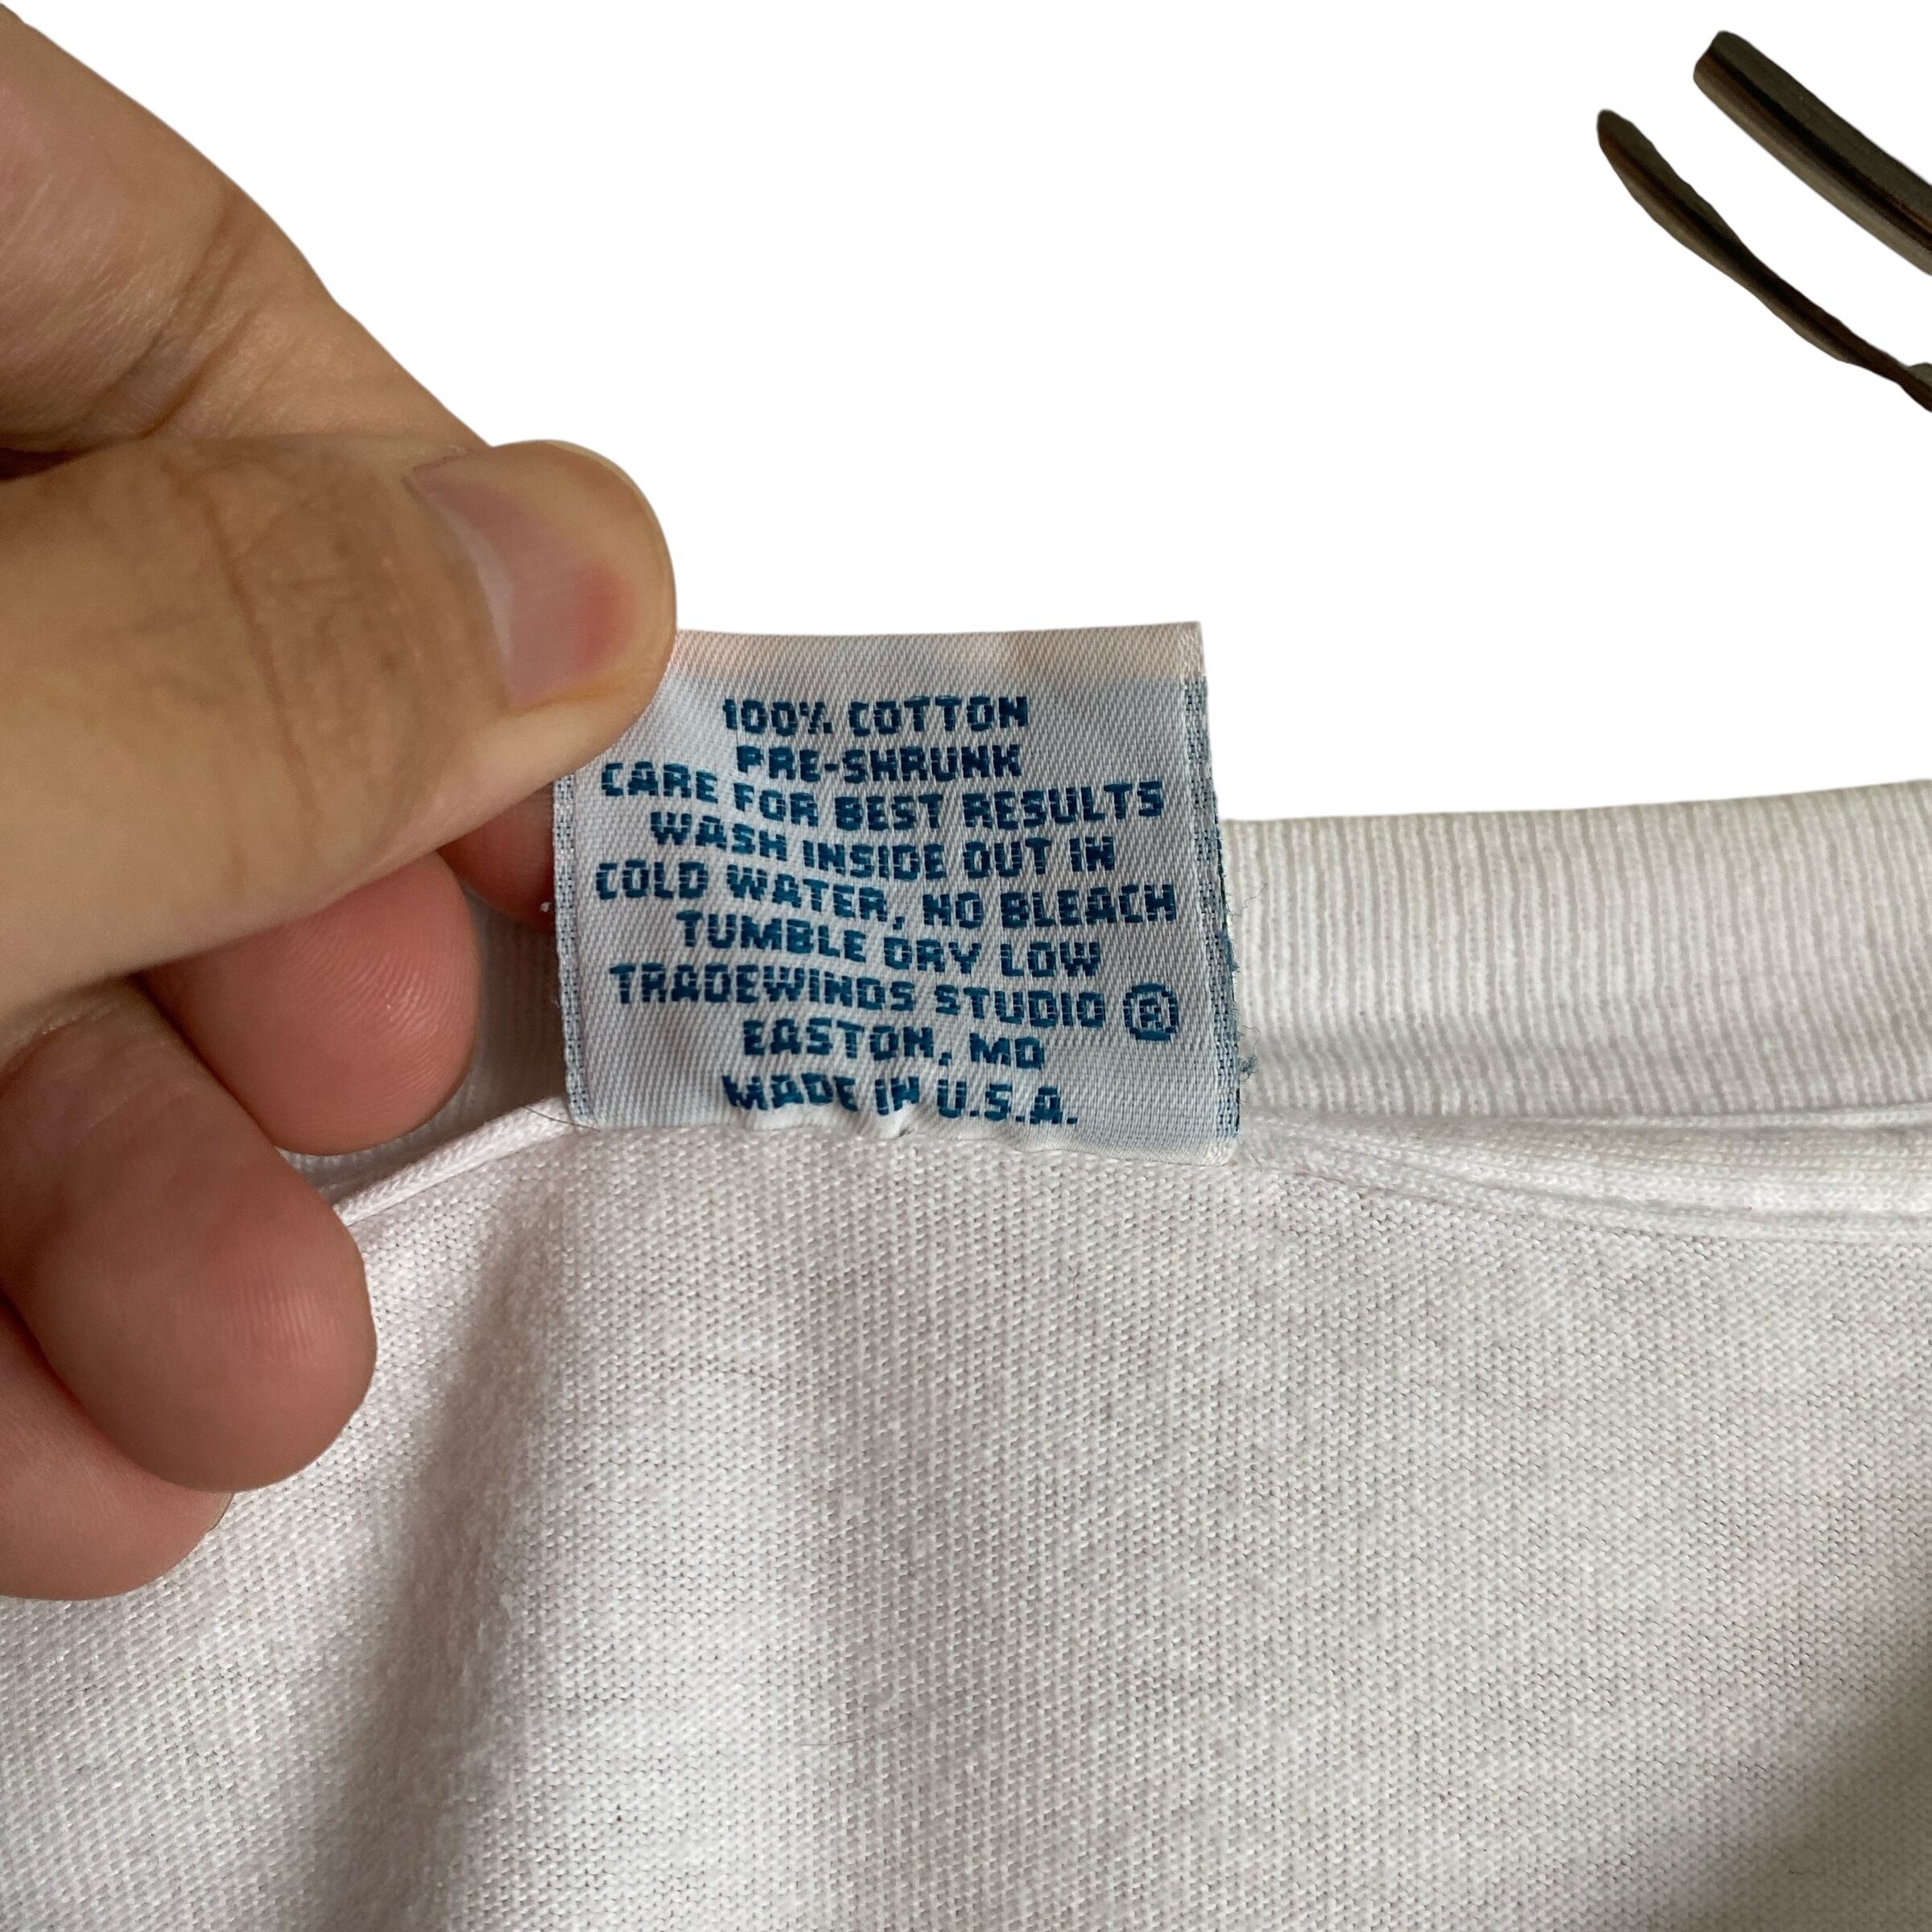 100% COTTON
PRE-SHRUNK
CARE FOR BEST RESULTS
WASH INSIDE OUT IN
COLD WATER, NO BLEACH
TUMBLE DRY LOW
TRADEWINDS STUDIO ®
EASTON, MD
MADE IN U.S.A.